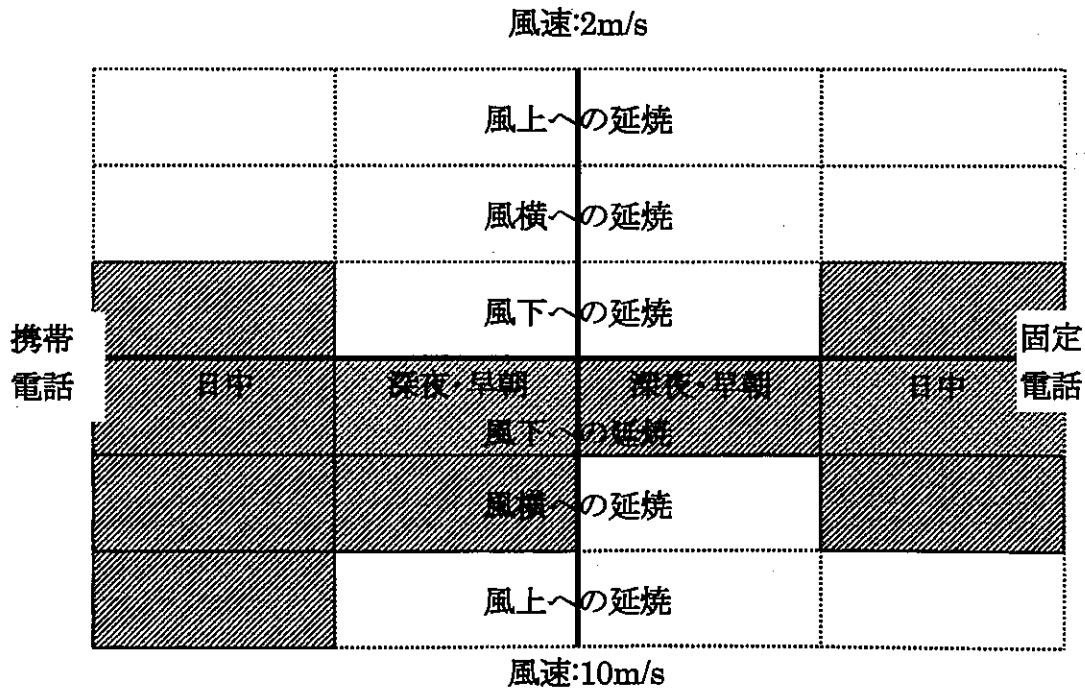 風速:2m/s
風上への延焼
風横への延焼
風下への延焼
携帯
電話
固定
電話
日中 深夜・早朝 深夜・早朝 日中
風下への延焼
風横への延焼
風上への延焼
風速:10m/s